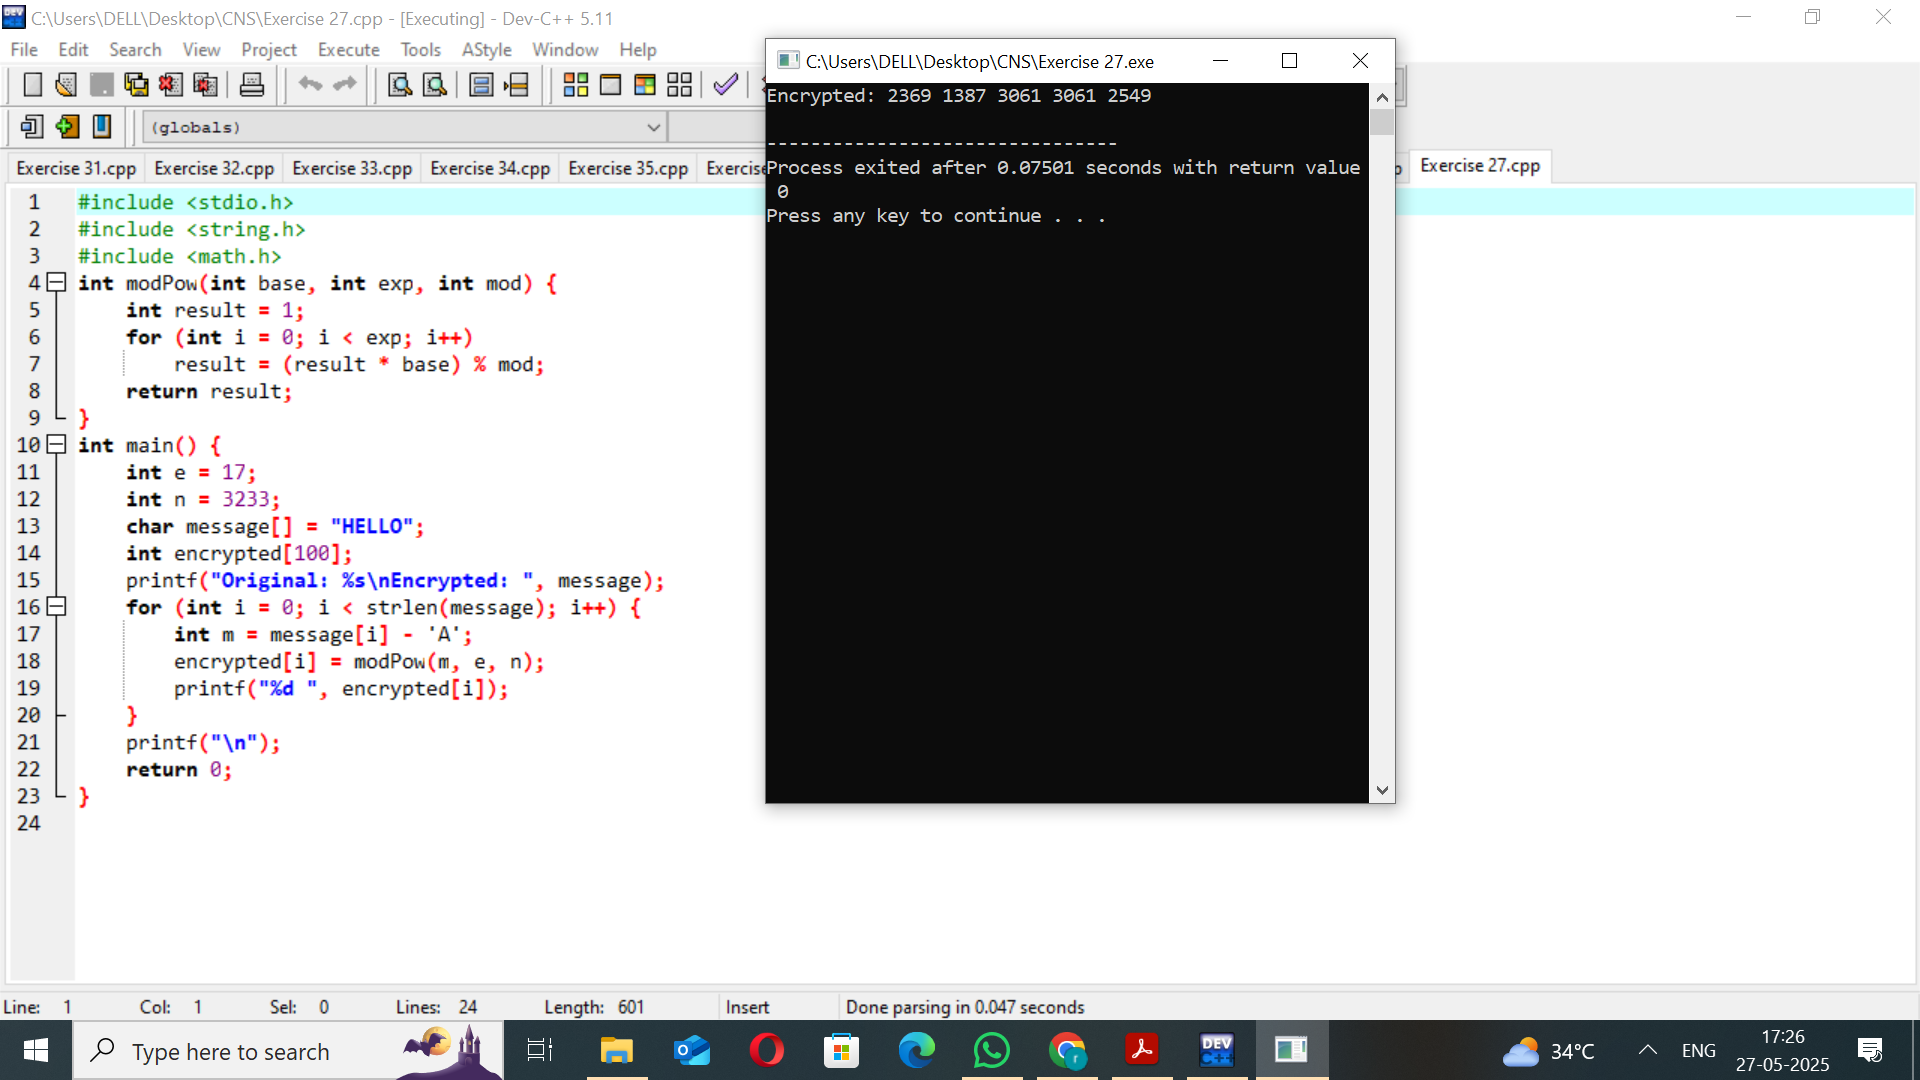 C:\Users\DELL\Desktop\CNS\Exercise 27.cpp - [Executing] - Dev-C++ 5.11
File Edit Search View Project Execute Tools AStyle Window Help
(globals)
Exercise 31.cpp Exercise 32.cpp Exercise 33.cpp Exercise 34.cpp Exercise 35.cpp Exercise 27.cpp
1 #include <stdio.h>
2 #include <string.h>
3 #include <math.h>
4 int modPow(int base, int exp, int mod) {
5 int result = 1;
6 for (int i = 0; i < exp; i++)
7 result = (result * base) % mod;
8 return result;
9 }
10 int main() {
11 int e = 17;
12 int n = 3233;
13 char message[] = "HELLO";
14 int encrypted[100];
15 printf("Original: %s\nEncrypted: ", message);
16 for (int i = 0; i < strlen(message); i++) {
17 int m = message[i] - 'A';
18 encrypted[i] = modPow(m, e, n);
19 printf("%d ", encrypted[i]);
20 }
21 printf("\n");
22 return 0;
23 }
24
C:\Users\DELL\Desktop\CNS\Exercise 27.exe
Encrypted: 2369 1387 3061 3061 2549
--------------------------------
Process exited after 0.07501 seconds with return value
0
Press any key to continue . . .
Line: 1 Col: 1 Sel: 0 Lines: 24 Length: 601 Insert Done parsing in 0.047 seconds
Type here to search
DEV C++
34°C
ENG
17:26
27-05-2025